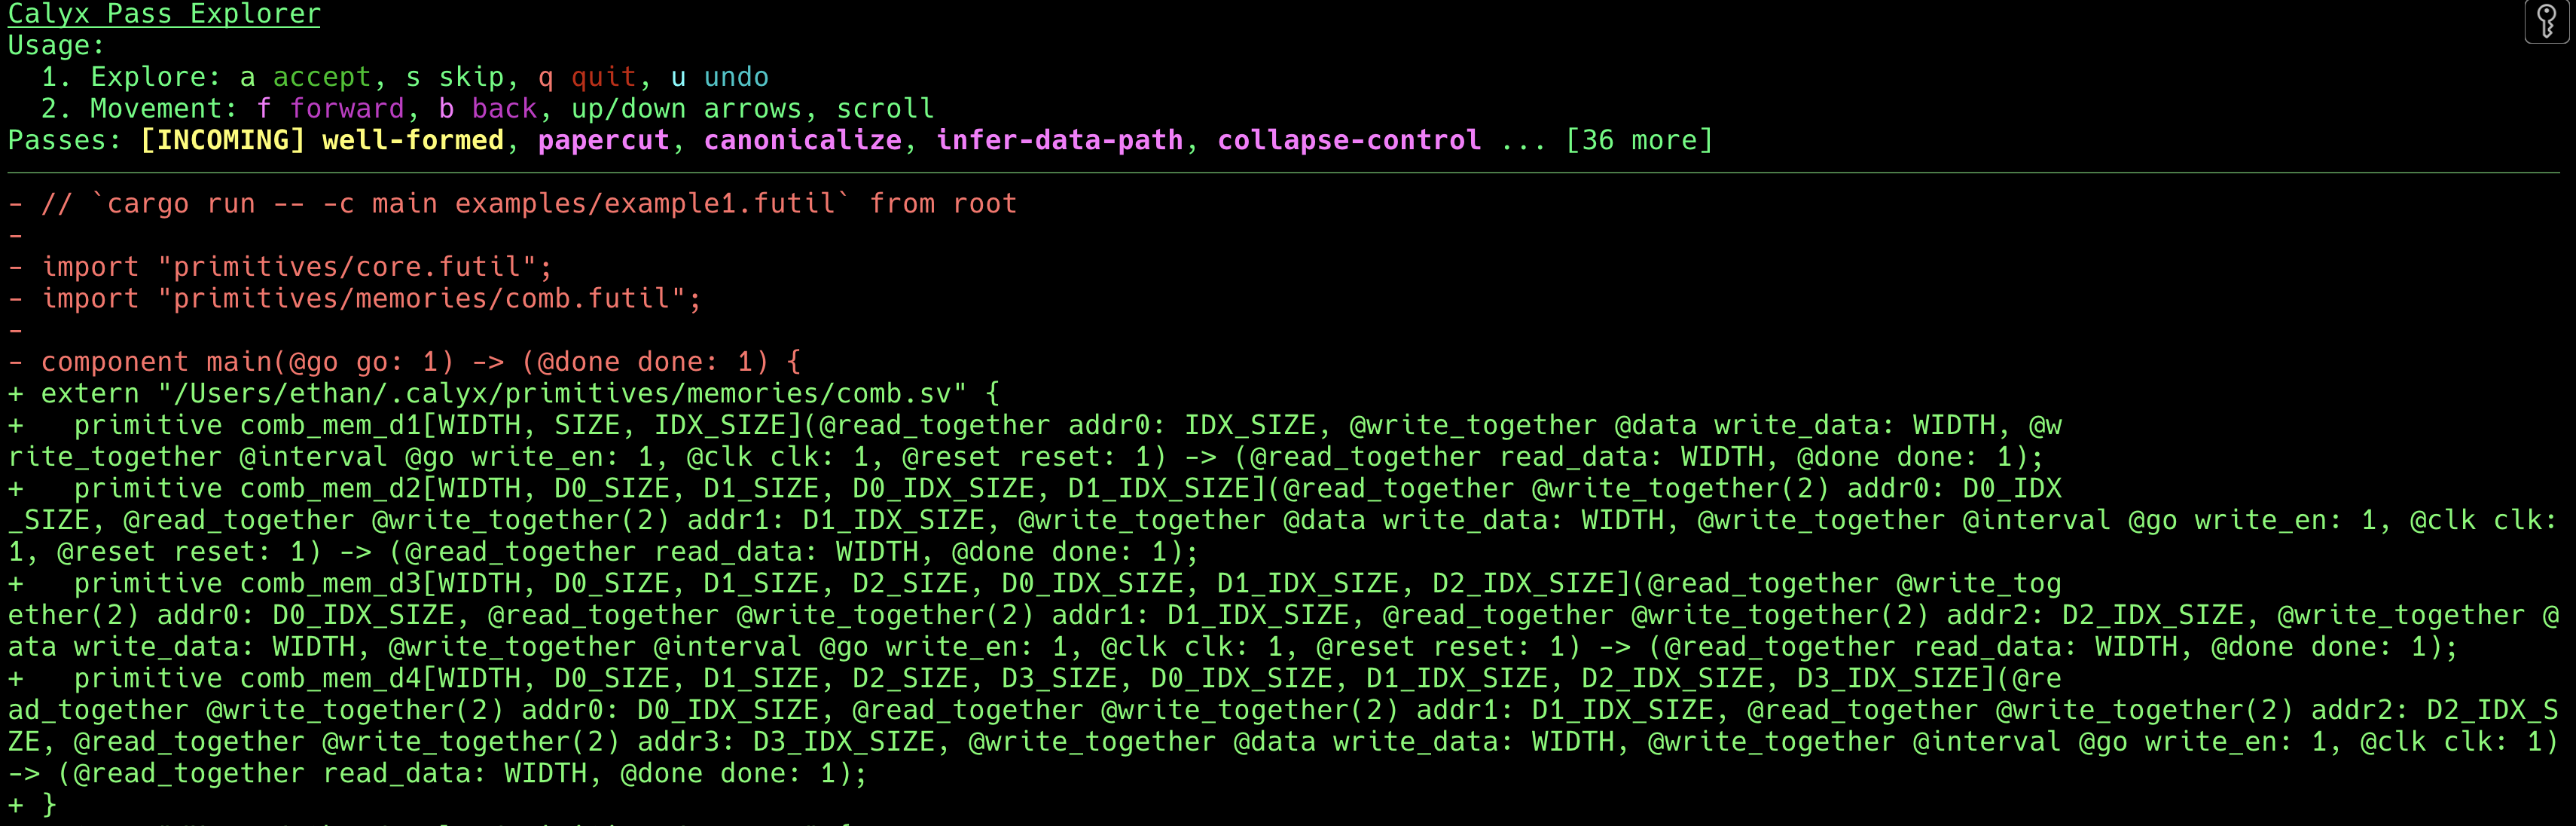 Calyx Pass Explorer
Usage:
  1. Explore: a accept, s skip, q quit, u undo
  2. Movement: f forward, b back, up/down arrows, scroll
Passes: [INCOMING] well-formed, papercut, canonicalize, infer-data-path, collapse-control ... [36 more]
- // `cargo run -- -c main examples/example1.futil` from root
-
- import "primitives/core.futil";
- import "primitives/memories/comb.futil";
-
- component main(@go go: 1) -> (@done done: 1) {
+ extern "/Users/ethan/.calyx/primitives/memories/comb.sv" {
+   primitive comb_mem_d1[WIDTH, SIZE, IDX_SIZE](@read_together addr0: IDX_SIZE, @write_together @data write_data: WIDTH, @w
rite_together @interval @go write_en: 1, @clk clk: 1, @reset reset: 1) -> (@read_together read_data: WIDTH, @done done: 1);
+   primitive comb_mem_d2[WIDTH, D0_SIZE, D1_SIZE, D0_IDX_SIZE, D1_IDX_SIZE](@read_together @write_together(2) addr0: D0_IDX
_SIZE, @read_together @write_together(2) addr1: D1_IDX_SIZE, @write_together @data write_data: WIDTH, @write_together @interval @go write_en: 1, @clk clk:
1, @reset reset: 1) -> (@read_together read_data: WIDTH, @done done: 1);
+   primitive comb_mem_d3[WIDTH, D0_SIZE, D1_SIZE, D2_SIZE, D0_IDX_SIZE, D1_IDX_SIZE, D2_IDX_SIZE](@read_together @write_tog
ether(2) addr0: D0_IDX_SIZE, @read_together @write_together(2) addr1: D1_IDX_SIZE, @read_together @write_together(2) addr2: D2_IDX_SIZE, @write_together @
ata write_data: WIDTH, @write_together @interval @go write_en: 1, @clk clk: 1, @reset reset: 1) -> (@read_together read_data: WIDTH, @done done: 1);
+   primitive comb_mem_d4[WIDTH, D0_SIZE, D1_SIZE, D2_SIZE, D3_SIZE, D0_IDX_SIZE, D1_IDX_SIZE, D2_IDX_SIZE, D3_IDX_SIZE](@re
ad_together @write_together(2) addr0: D0_IDX_SIZE, @read_together @write_together(2) addr1: D1_IDX_SIZE, @read_together @write_together(2) addr2: D2_IDX_S
ZE, @read_together @write_together(2) addr3: D3_IDX_SIZE, @write_together @data write_data: WIDTH, @write_together @interval @go write_en: 1, @clk clk: 1)
-> (@read_together read_data: WIDTH, @done done: 1);
+ }